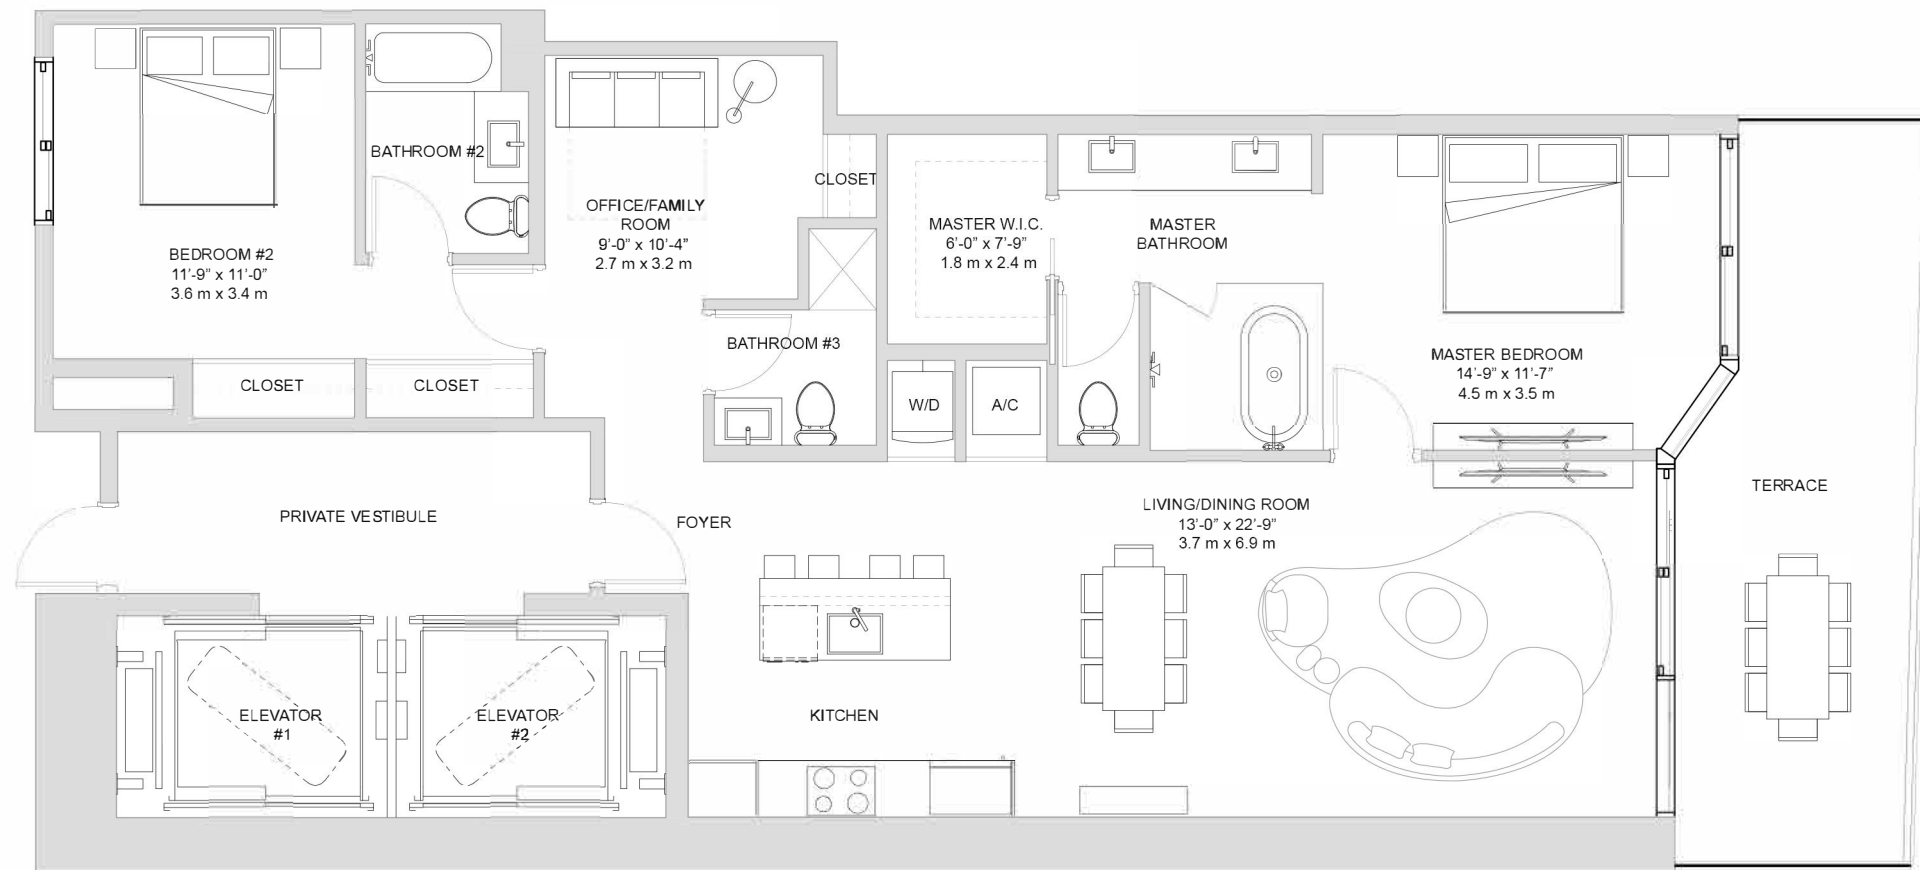 BATHROOM #2
CLOSET
OFFICE/FAMILY
ROOM
9'-0" x 10'-4"
2.7 m x 3.2 m
MASTER W.I.C.
6'-0" x 7'-9"
1.8 m x 2.4 m
MASTER
BATHROOM
BEDROOM #2
11'-9" x 11'-0"
3.6 m x 3.4 m
BATHROOM #3
MASTER BEDROOM
14'-9" x 11'-7"
4.5 m x 3.5 m
CLOSET
CLOSET
W/D
A/C
TERRACE
LIVING/DINING ROOM
13'-0" x 22'-9"
3.7 m x 6.9 m
PRIVATE VESTIBULE
FOYER
ELEVATOR
#1
ELEVATOR
#2
KITCHEN